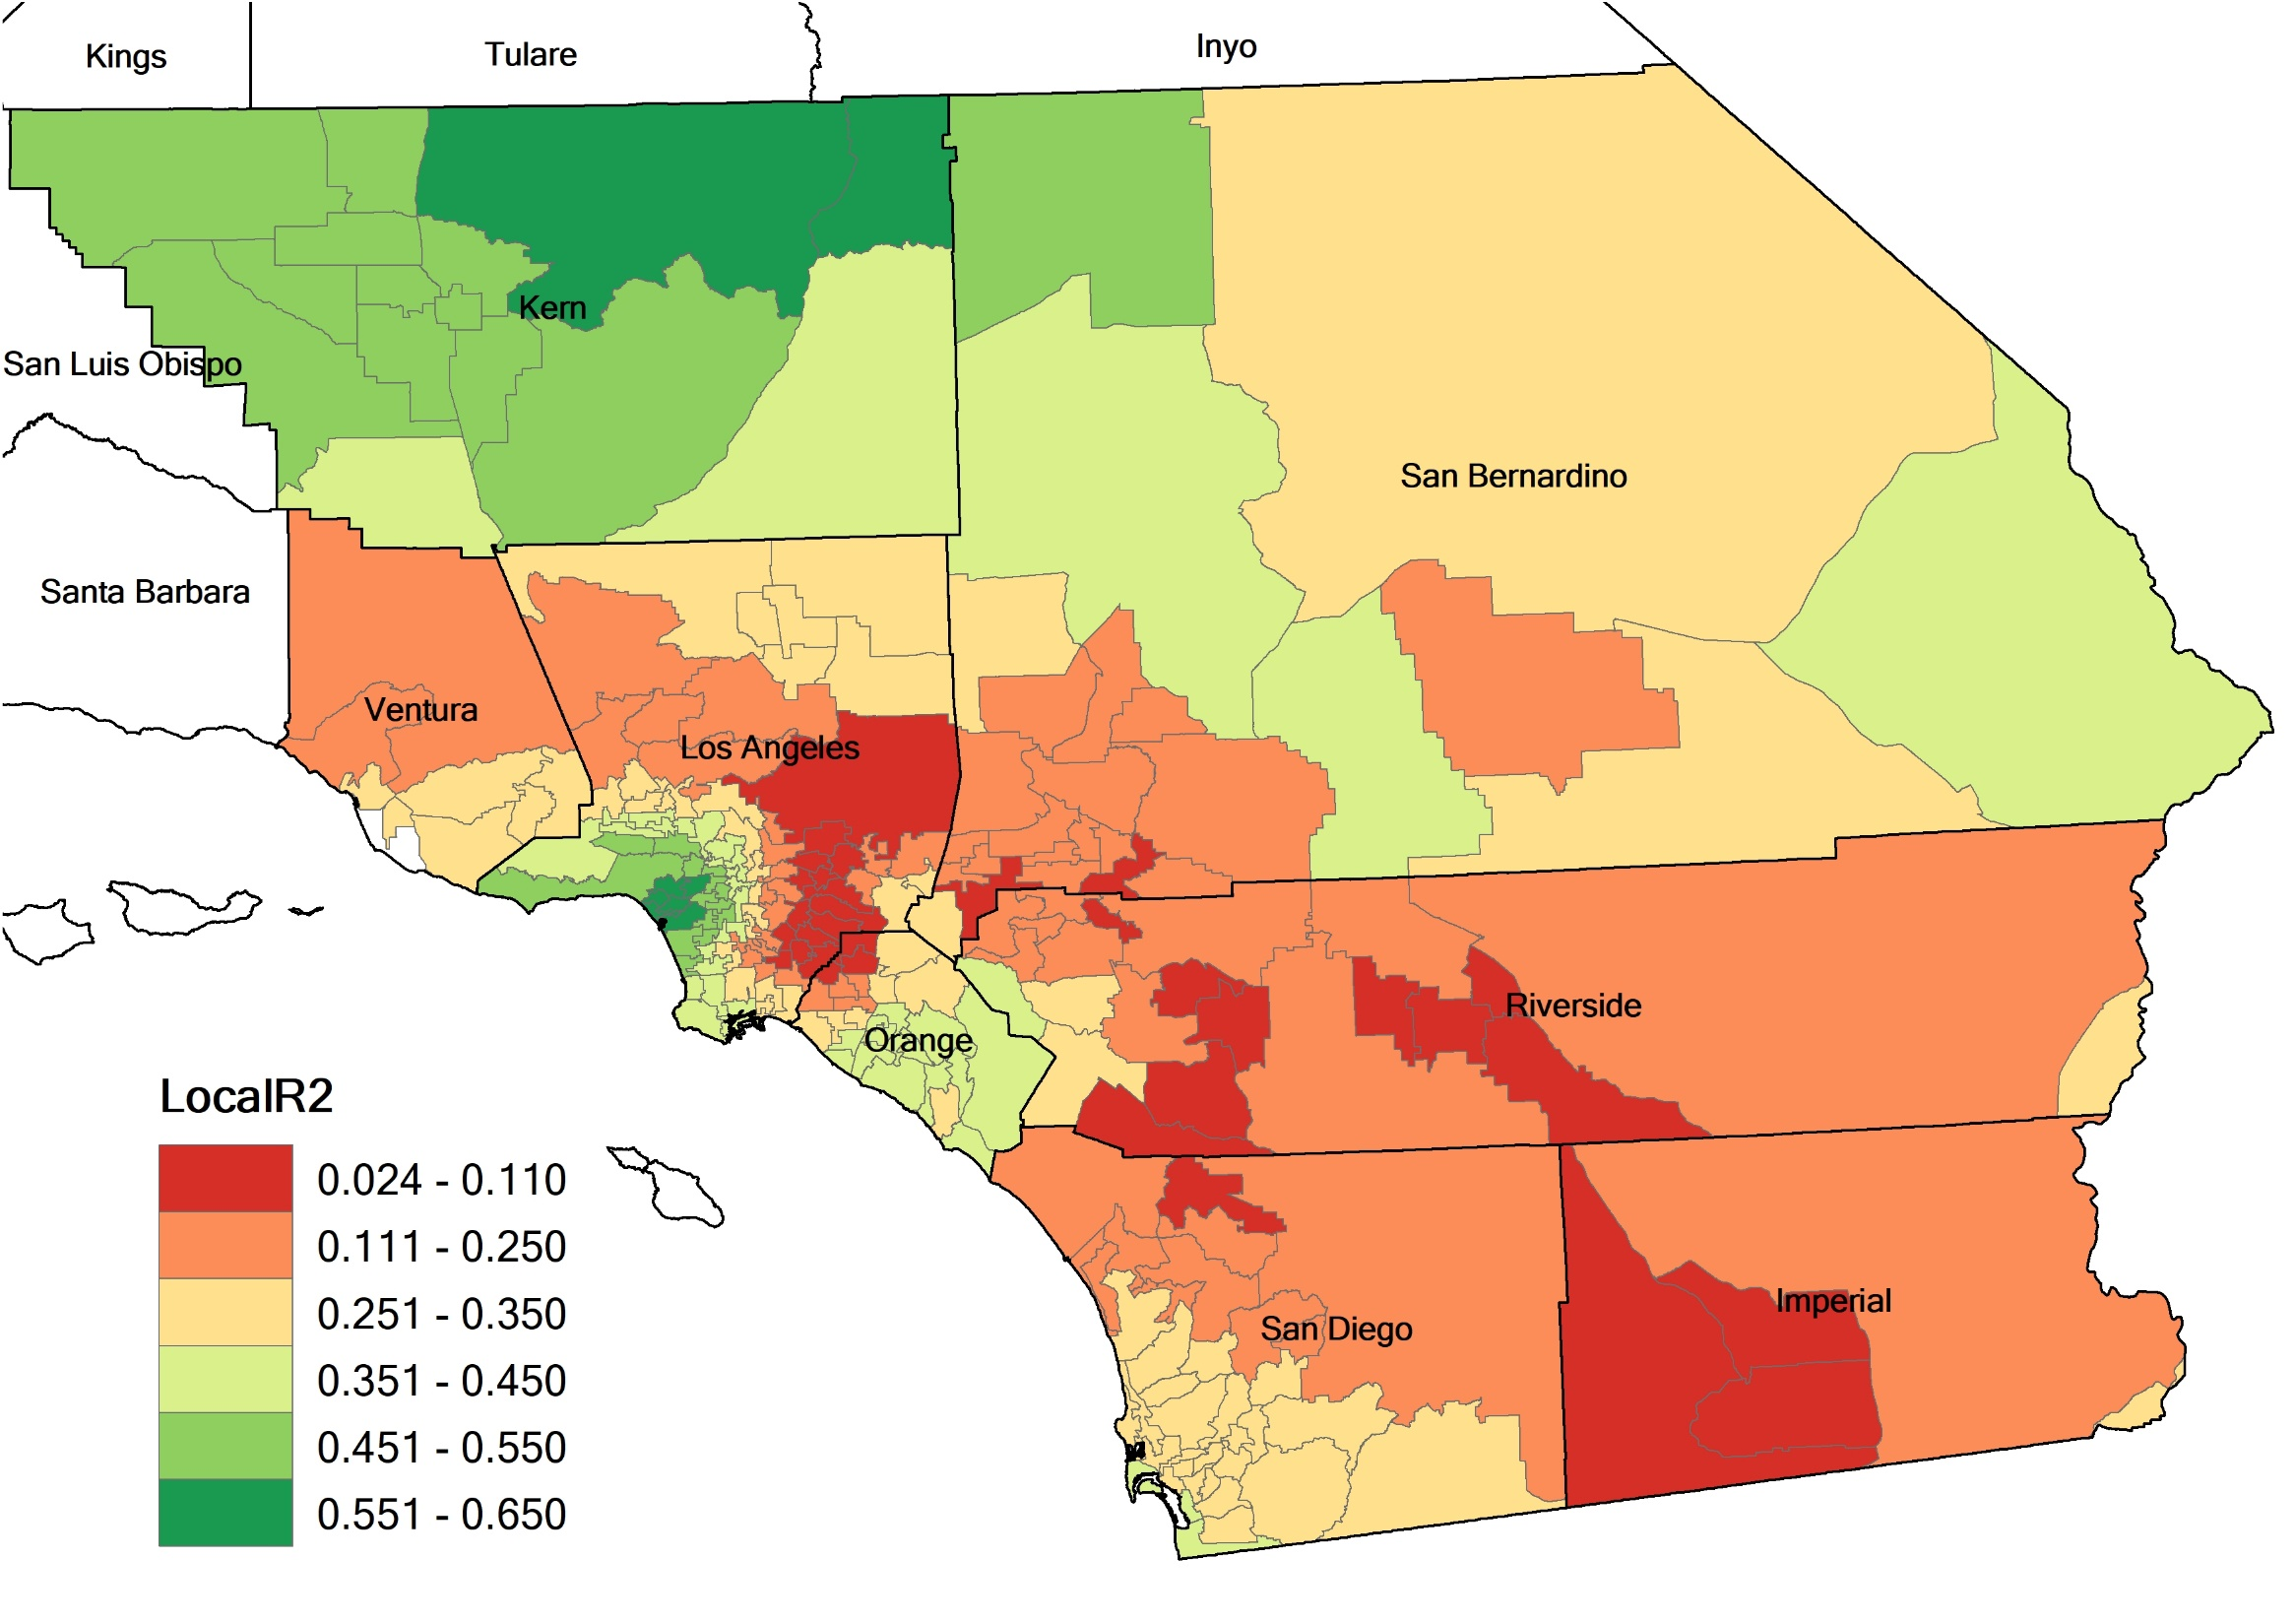 Kings
Tulare
Inyo
Kern
San Luis Obispo
San Bernardino
Santa Barbara
Ventura
Los Angeles
Riverside
Orange
LocalR2
0.024 - 0.110
0.111 - 0.250
0.251 - 0.350
0.351 - 0.450
0.451 - 0.550
0.551 - 0.650
Imperial
San Diego